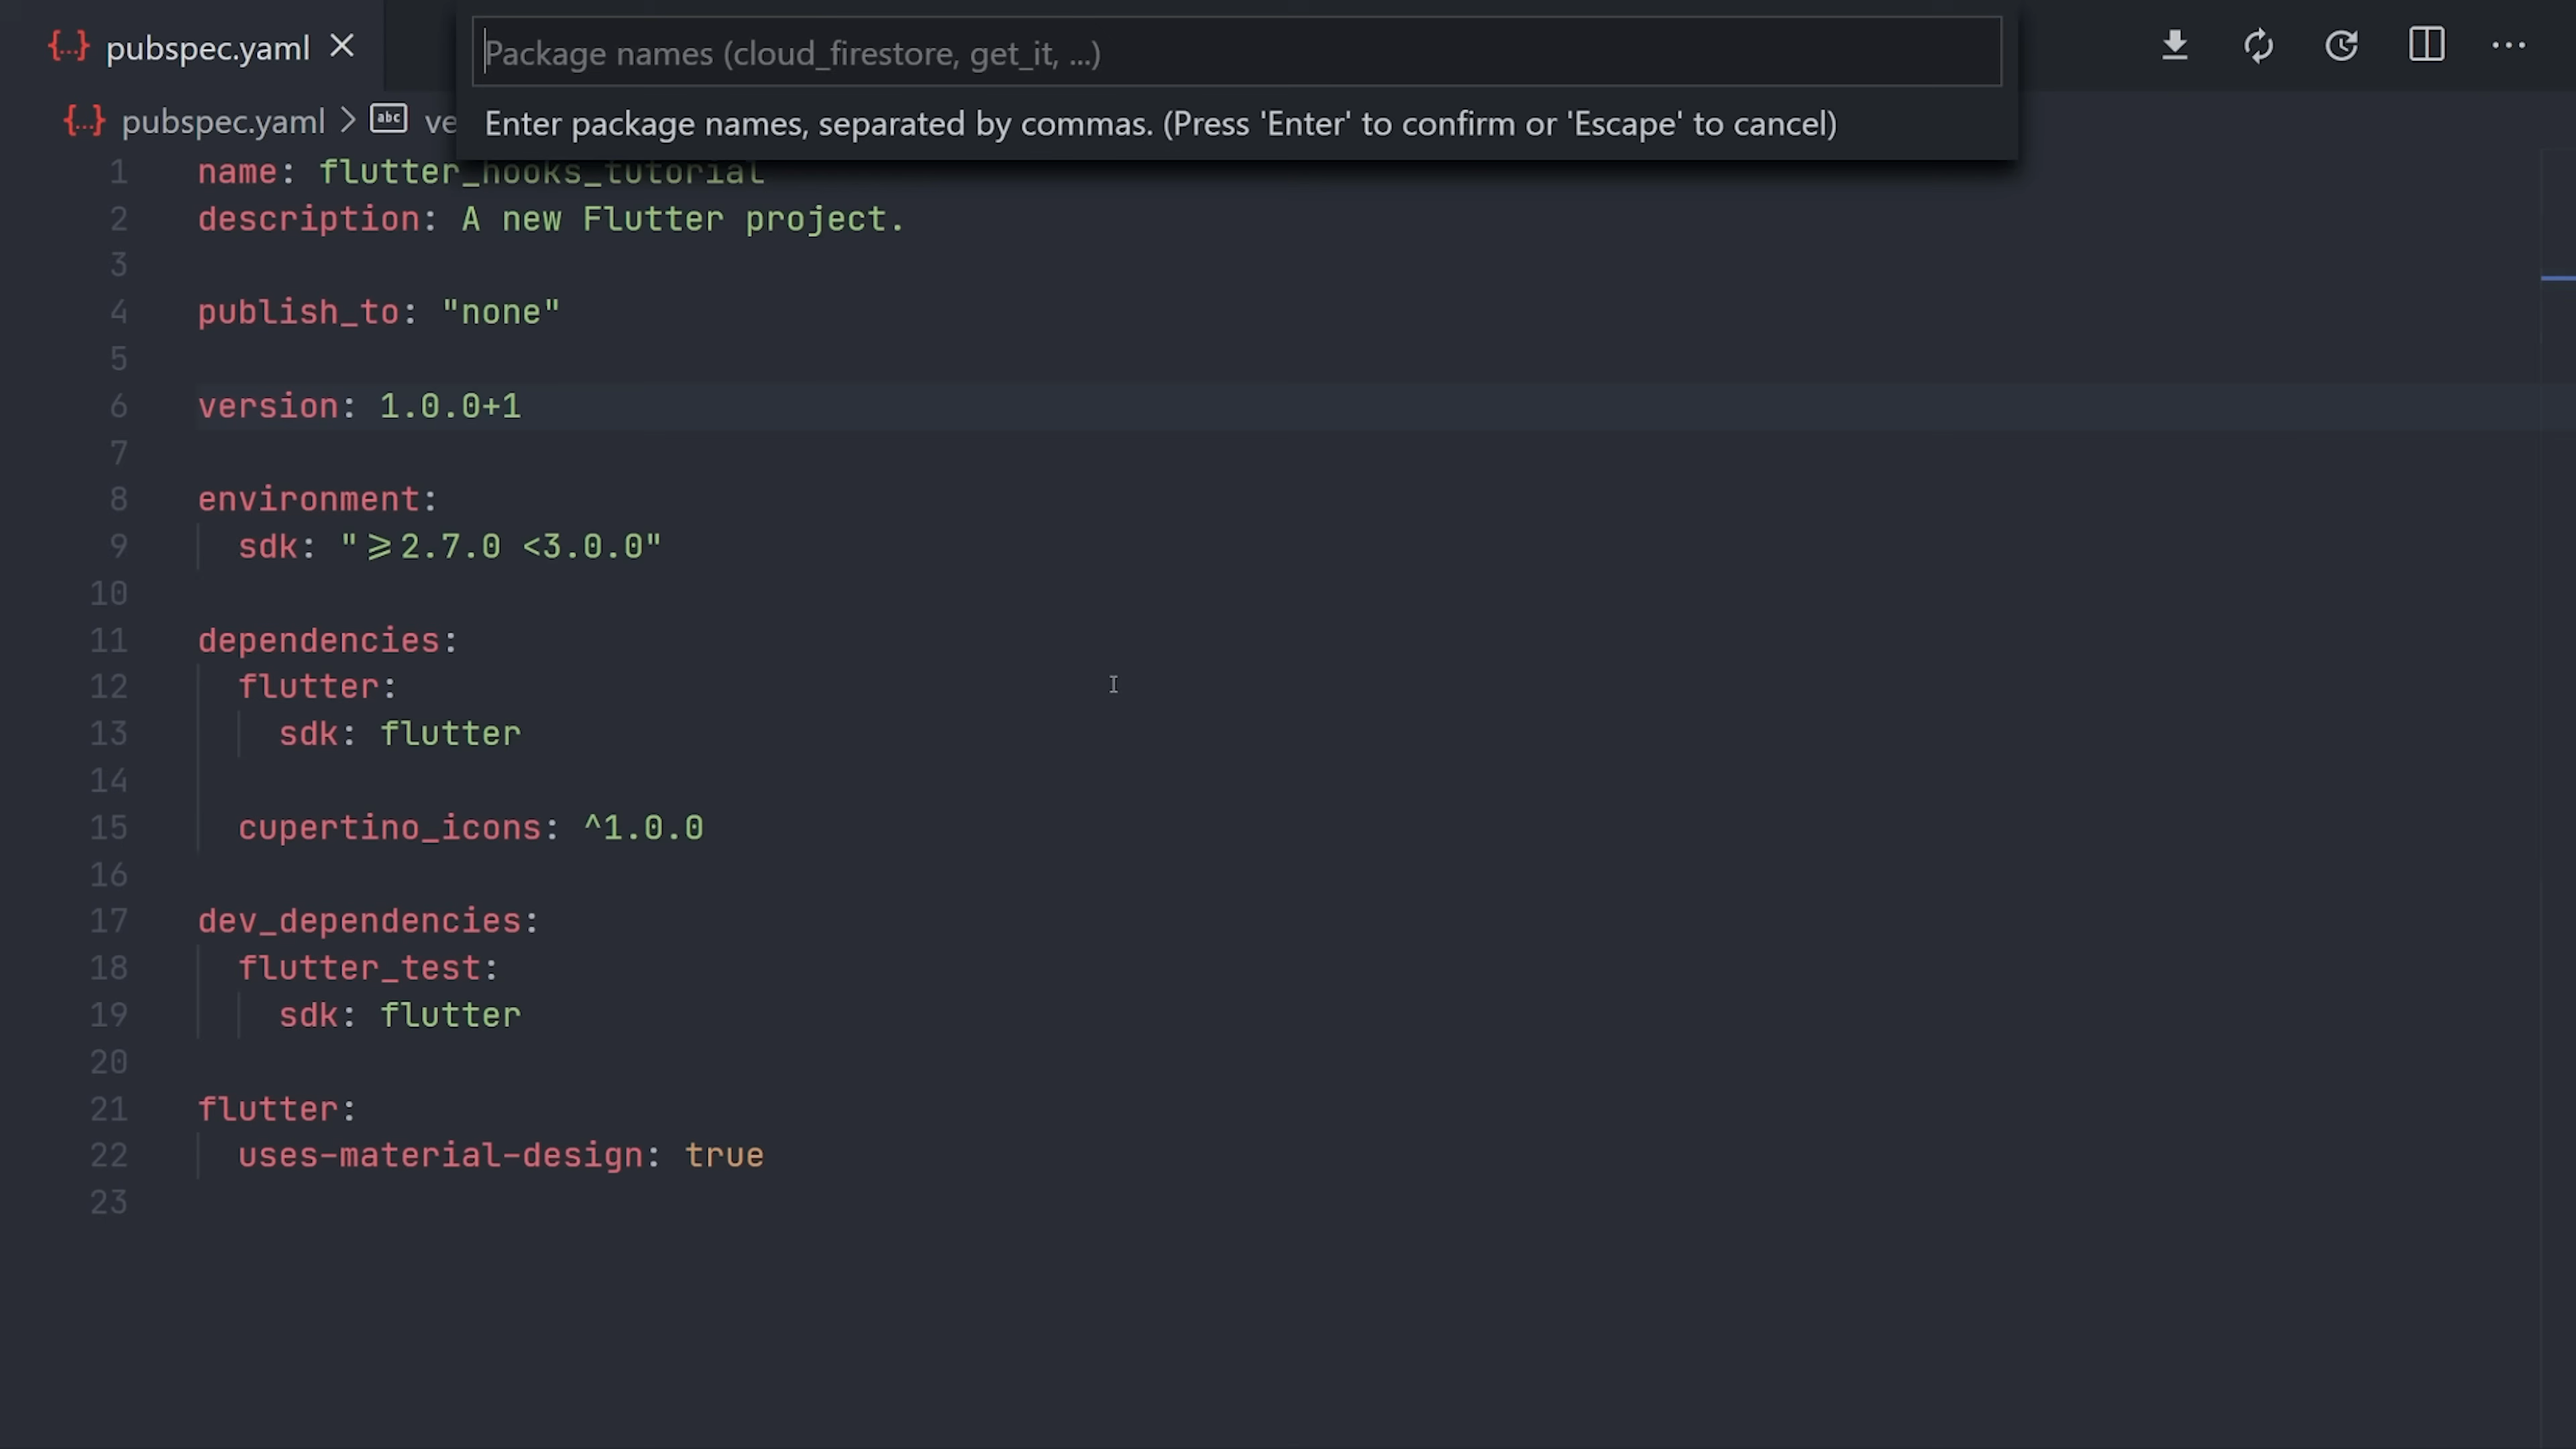 pubspec.yaml
Package names (cloud_firestore, get_it, ...)
Enter package names, separated by commas. (Press 'Enter' to confirm or 'Escape' to cancel)
{...} pubspec.yaml > abc ve
1 name: flutter_hooks_tutorial
2 description: A new Flutter project.
3
4 publish_to: "none"
5
6 version: 1.0.0+1
7
8 environment:
9 sdk: "≥2.7.0 <3.0.0"
10
11 dependencies:
12 flutter:
13 sdk: flutter
14
15 cupertino_icons: ^1.0.0
16
17 dev_dependencies:
18 flutter_test:
19 sdk: flutter
20
21 flutter:
22 uses-material-design: true
23